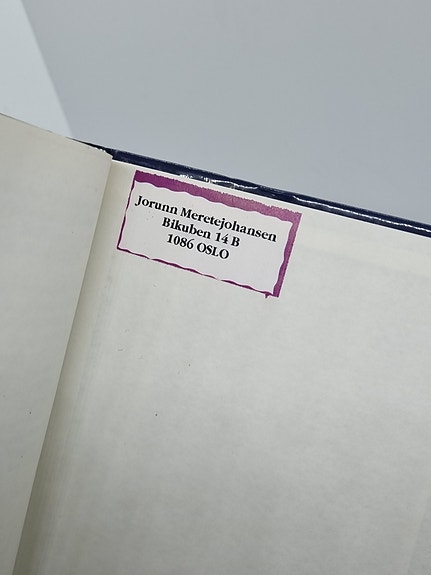 Jorunn Meretejohansen
Bikuben 14 B
1086 OSLO